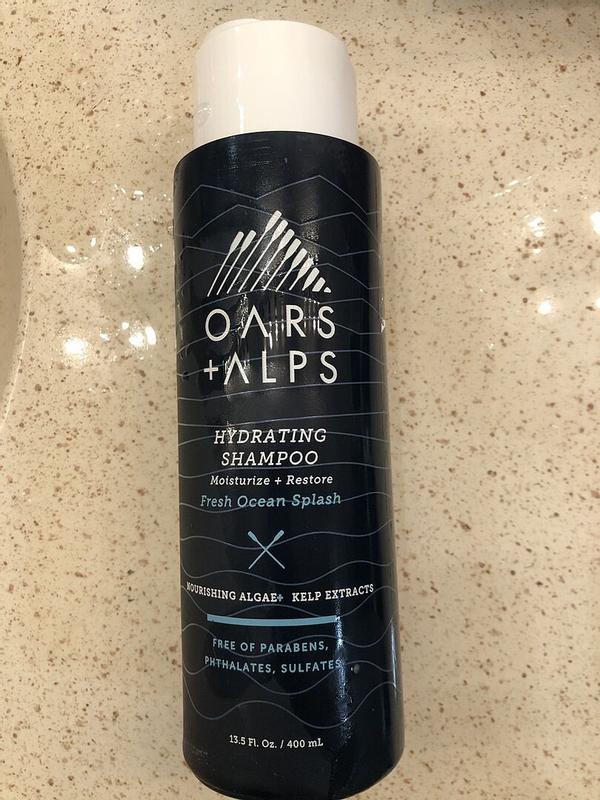 OARS
+ALPS
HYDRATING
SHAMPOO
Moisturize + Restore
Fresh Ocean Splash
NOURISHING ALGAE+ KELP EXTRACTS
FREE OF PARABENS,
PHTHALATES, SULFATES
13.5 Fl. Oz. / 400 mL